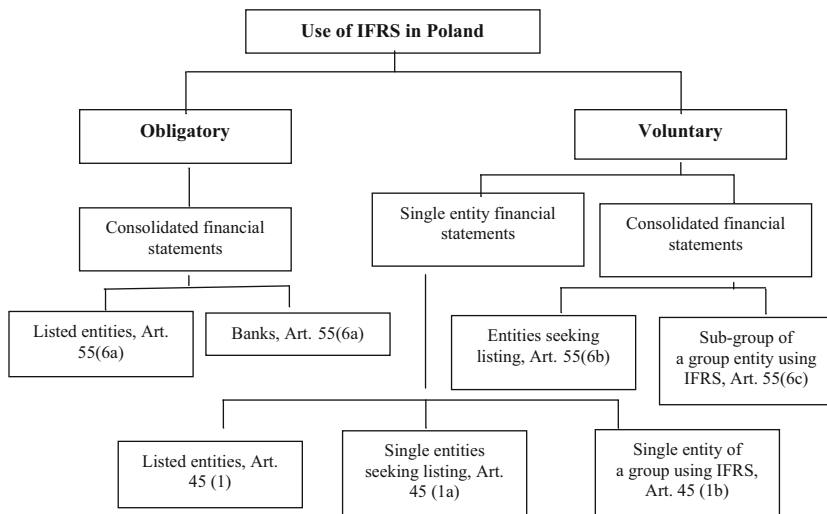 Use of IFRS in Poland
Obligatory
Voluntary
Consolidated financial
statements
Single entity financial
statements
Consolidated financial
statements
Listed entities, Art.
55(6a)
Banks, Art. 55(6a)
Entities seeking
listing, Art. 55(6b)
Sub-group of
a group entity using
IFRS, Art. 55(6c)
Listed entities, Art.
45 (1)
Single entities
seeking listing, Art.
45 (1a)
Single entity of
a group using IFRS,
Art. 45 (1b)